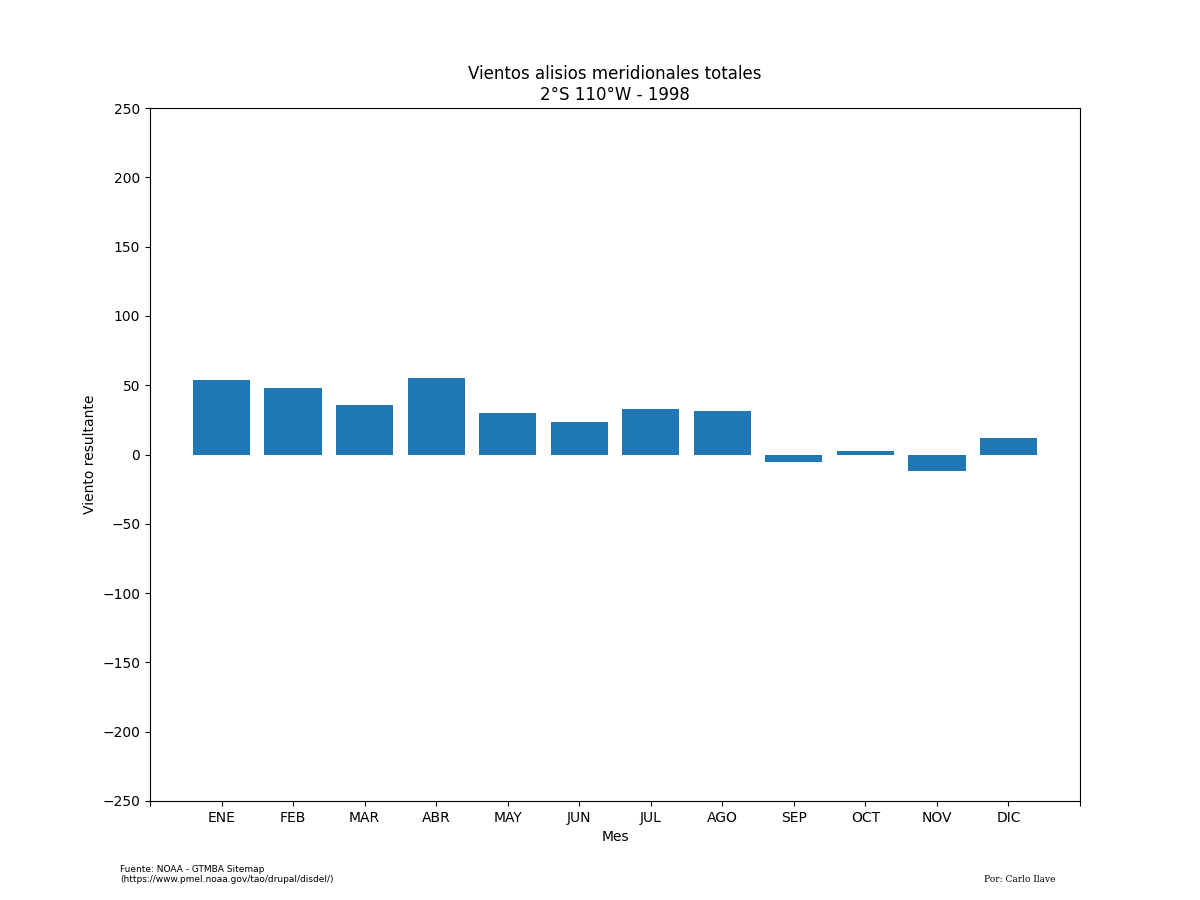 Vientos alisios meridionales totales
2°S 110°W - 1998
250
200
150
100
50
0
−50
−100
−150
−200
−250
Viento resultante
ENE FEB MAR ABR MAY JUN JUL AGO SEP OCT NOV DIC
Mes
Fuente: NOAA - GTMBA Sitemap
(https://www.pmel.noaa.gov/tao/drupal/disdel/)
Por: Carlo Ilave